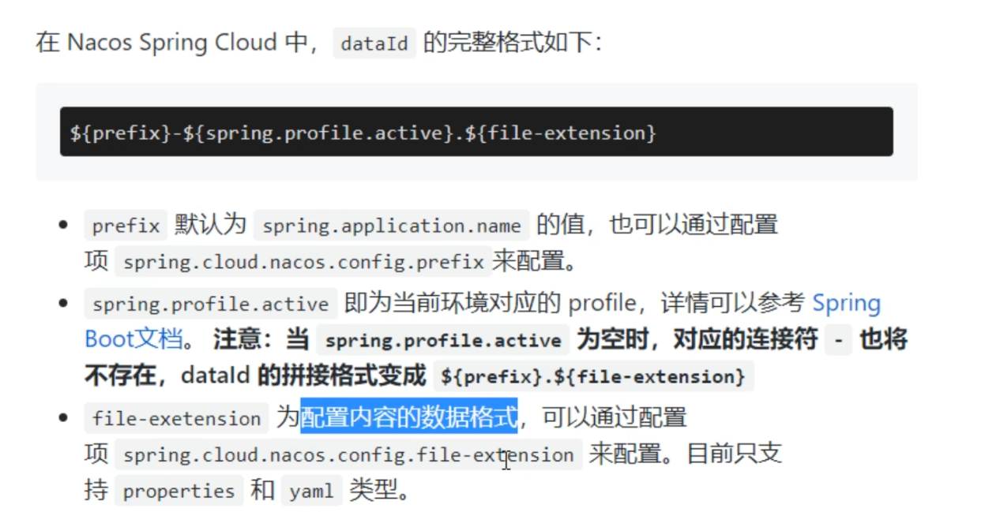 在 Nacos Spring Cloud 中，dataId 的完整格式如下：
${prefix}-${spring.profile.active}.${file-extension}
• prefix 默认为 spring.application.name 的值，也可以通过配置
项 spring.cloud.nacos.config.prefix来配置。
• spring.profile.active 即为当前环境对应的 profile，详情可以参考 Spring
Boot文档。 注意：当 spring.profile.active 为空时，对应的连接符 - 也将
不存在，dataId 的拼接格式变成 ${prefix}.${file-extension}
• file-exetension 为配置内容的数据格式，可以通过配置
项 spring.cloud.nacos.config.file-extension 来配置。目前只支
持 properties 和 yaml 类型。